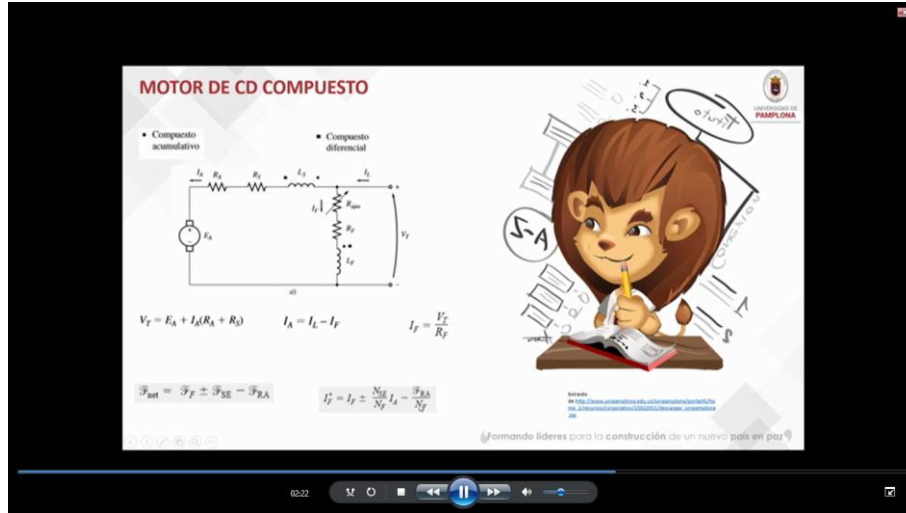 MOTOR DE CD COMPUESTO
UNIVERSIDAD DE
PAMPLONA
▪ Compuesto
acumulativo
▪ Compuesto
diferencial
I_A R_A R_S L_S I_L
I_F R_ajus
R_F
L_F
E_A
V_T
+
−
a)
V_T = E_A + I_A(R_A + R_S)
I_A = I_L − I_F
I_F = V_T / R_F
ℱ_net = ℱ_F ± ℱ_SE − ℱ_RA
I*_F = I_F ± N_SE / N_F I_A − ℱ_RA / N_F
S-A
Extraído
Formando líderes para la construcción de un nuevo país en paz
02:22